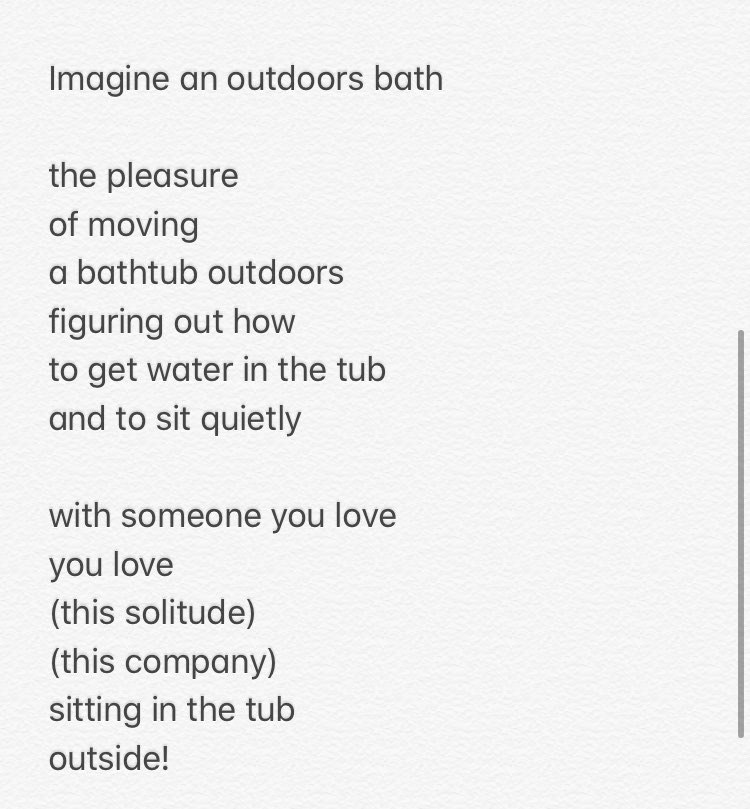 Imagine an outdoors bath
the pleasure
of moving
a bathtub outdoors
figuring out how
to get water in the tub
and to sit quietly
with someone you love
you love
(this solitude)
(this company)
sitting in the tub
outside!